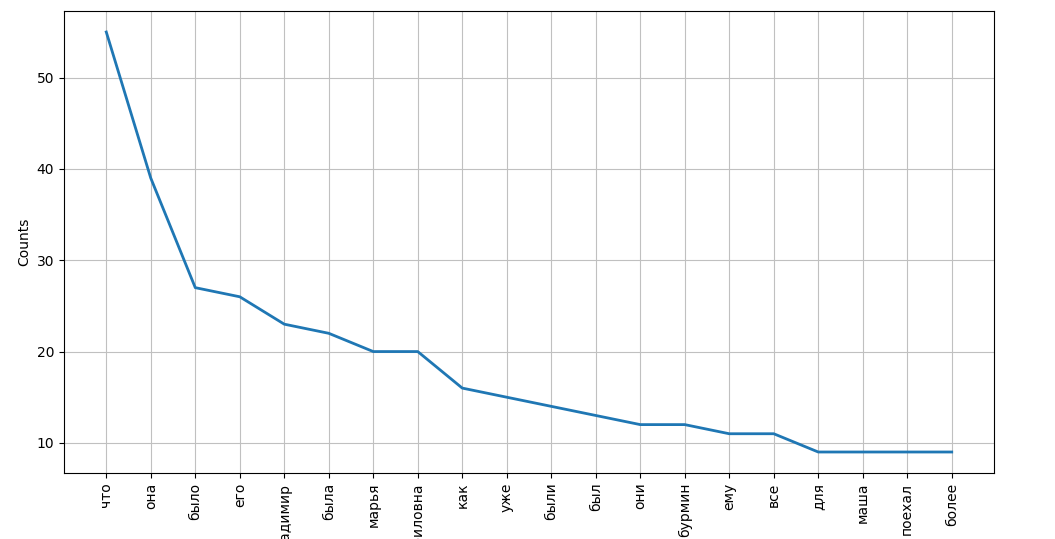 50
40
30
20
10
Counts
что
она
было
его
адимир
была
марья
иловна
как
уже
были
был
они
бурмин
ему
все
для
маша
поехал
более